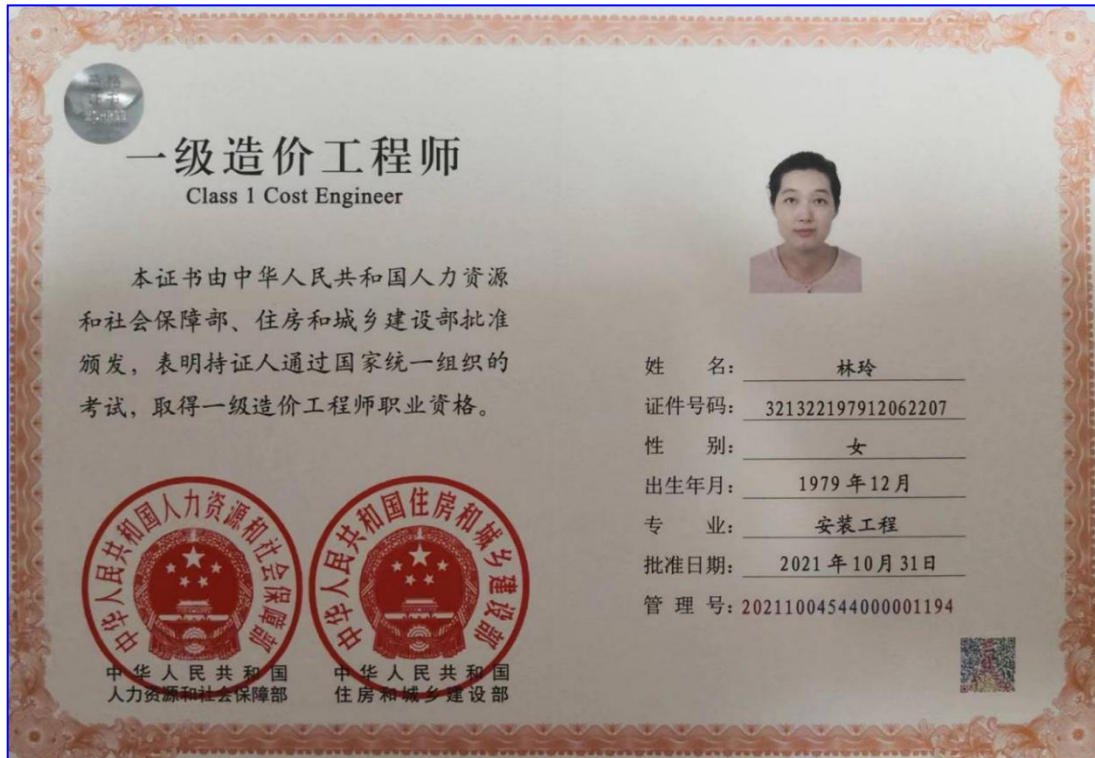 一级造价工程师
Class 1 Cost Engineer
本证书由中华人民共和国人力资源
和社会保障部、住房和城乡建设部批准
颁发，表明持证人通过国家统一组织的
考试，取得一级造价工程师职业资格。
中华人民共和国人力资源和社会保障部
中华人民共和国住房和城乡建设部
中华人民共和国
人力资源和社会保障部
中华人民共和国
住房和城乡建设部
姓 名：林玲
证件号码：321322197912062207
性 别：女
出生年月：1979年12月
专 业：安装工程
批准日期：2021年10月31日
管 理 号：20211004544000001194